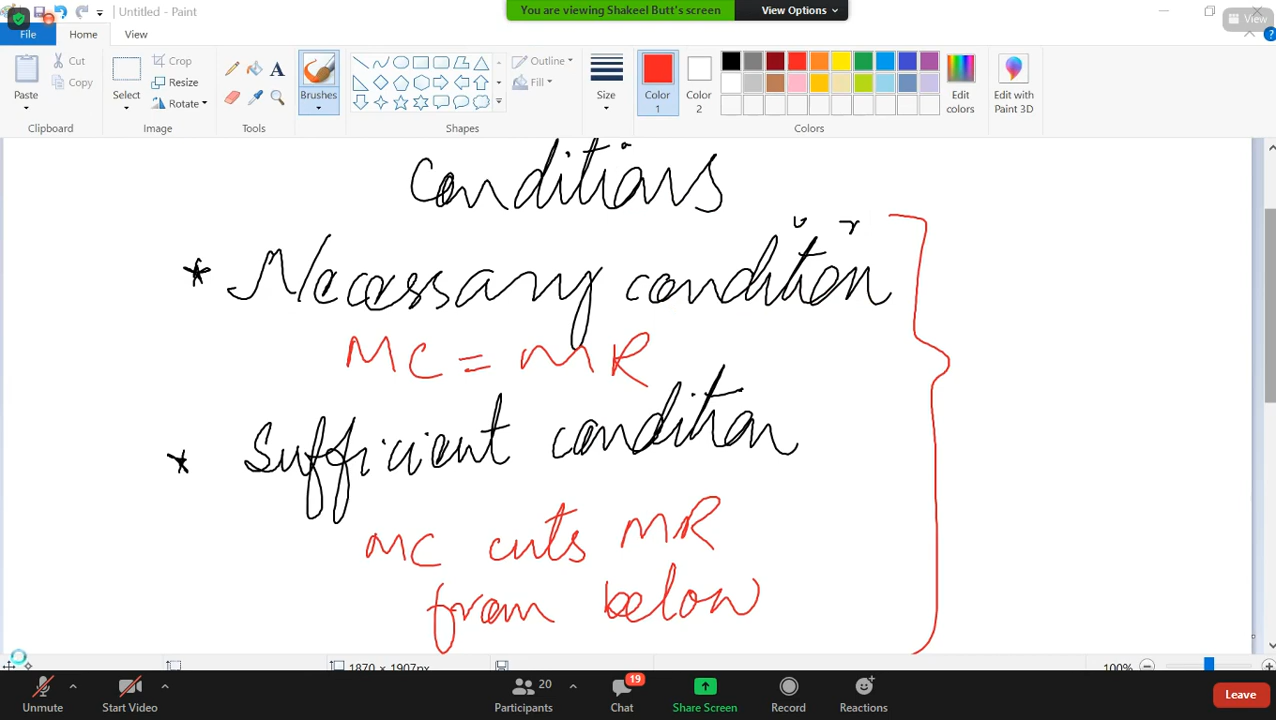 Untitled - Paint
You are viewing Shakeel Butt's screen
View Options
View
File
Home
View
Cut
Copy
Paste
Clipboard
Select
Crop
Resize
Rotate
Image
Tools
Brushes
Outline
Fill
Shapes
Size
Color 1
Color 2
Colors
Edit colors
Edit with Paint 3D
Conditions
* Necessary condition
MC = MR
* Sufficient condition
MC cuts MR
from below
1870 × 1907px
100%
Unmute
Start Video
20
Participants
19
Chat
Share Screen
Record
Reactions
Leave